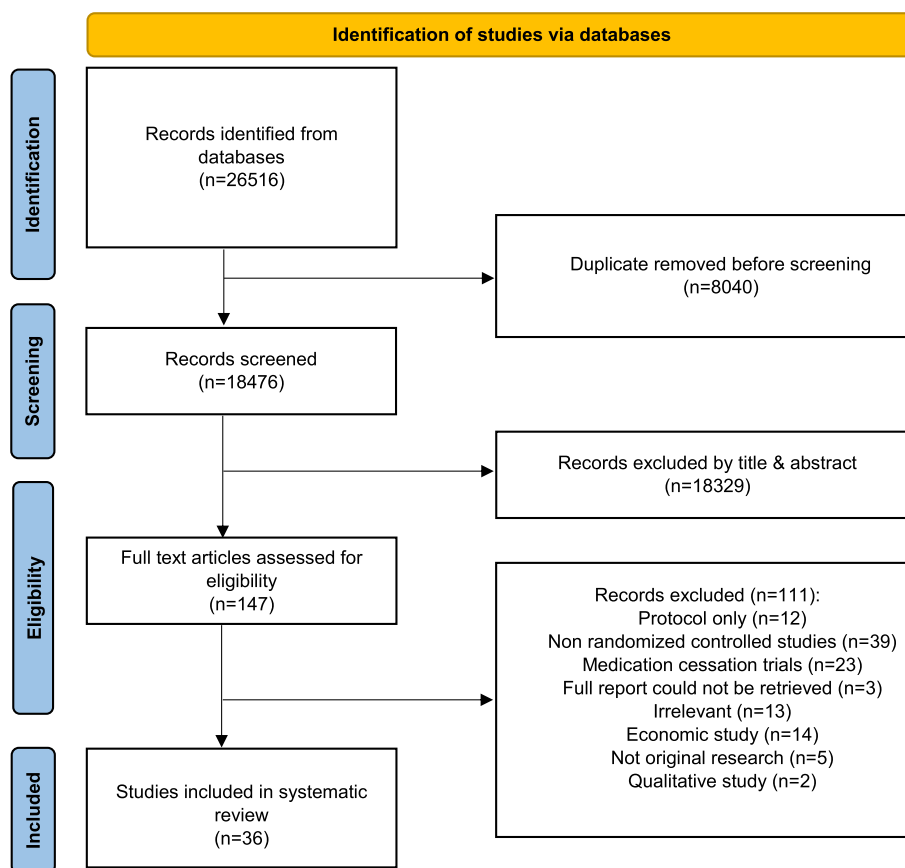 Identification of studies via databases
Identification
Records identified from
databases
(n=26516)
Duplicate removed before screening
(n=8040)
Screening
Records screened
(n=18476)
Records excluded by title & abstract
(n=18329)
Eligibility
Full text articles assessed for
eligibility
(n=147)
Records excluded (n=111):
Protocol only (n=12)
Non randomized controlled studies (n=39)
Medication cessation trials (n=23)
Full report could not be retrieved (n=3)
Irrelevant (n=13)
Economic study (n=14)
Not original research (n=5)
Qualitative study (n=2)
Included
Studies included in systematic
review
(n=36)